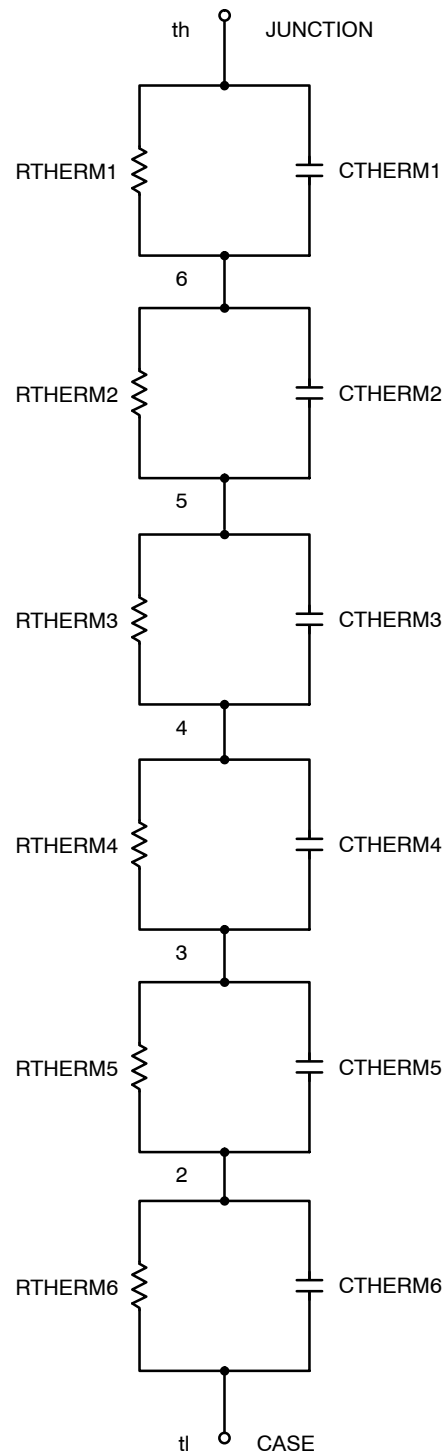 th JUNCTION
RTHERM1 CTHERM1
6
RTHERM2 CTHERM2
5
RTHERM3 CTHERM3
4
RTHERM4 CTHERM4
3
RTHERM5 CTHERM5
2
RTHERM6 CTHERM6
tl CASE